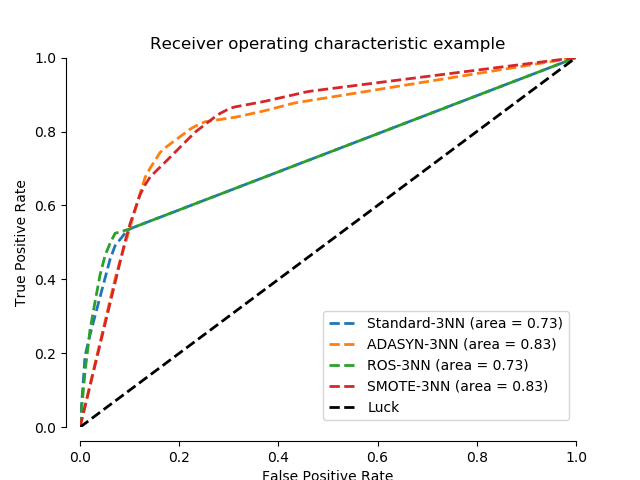 Receiver operating characteristic example
True Positive Rate
1.0
0.8
0.6
0.4
0.2
0.0
Standard-3NN (area = 0.73)
ADASYN-3NN (area = 0.83)
ROS-3NN (area = 0.73)
SMOTE-3NN (area = 0.83)
Luck
0.0 0.2 0.4 0.6 0.8 1.0
False Positive Rate